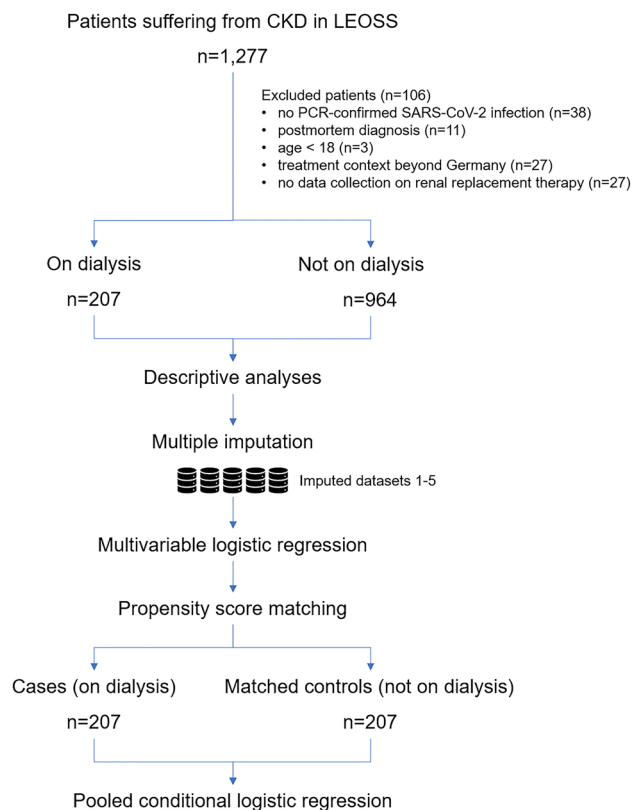 Patients suffering from CKD in LEOSS
n=1,277
Excluded patients (n=106)
• no PCR-confirmed SARS-CoV-2 infection (n=38)
• postmortem diagnosis (n=11)
• age < 18 (n=3)
• treatment context beyond Germany (n=27)
• no data collection on renal replacement therapy (n=27)
On dialysis
n=207
Not on dialysis
n=964
Descriptive analyses
Multiple imputation
Imputed datasets 1-5
Multivariable logistic regression
Propensity score matching
Cases (on dialysis)
n=207
Matched controls (not on dialysis)
n=207
Pooled conditional logistic regression